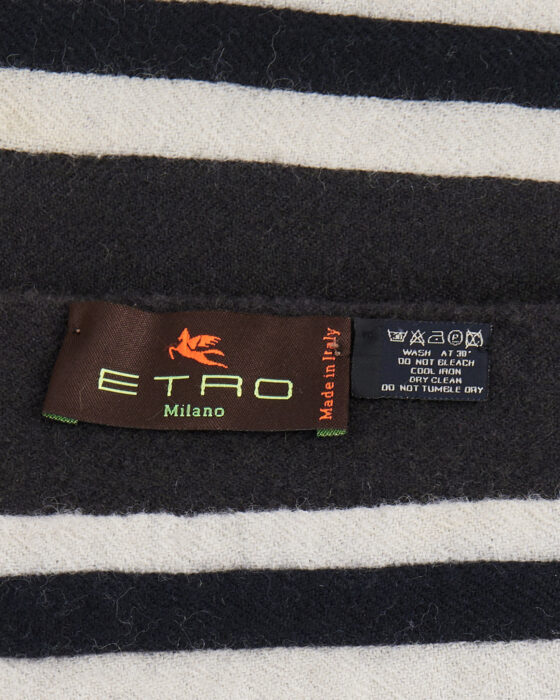 ETRO
Milano
Made in Italy
WASH AT 30°
DO NOT BLEACH
COOL IRON
DRY CLEAN
DO NOT TUMBLE DRY